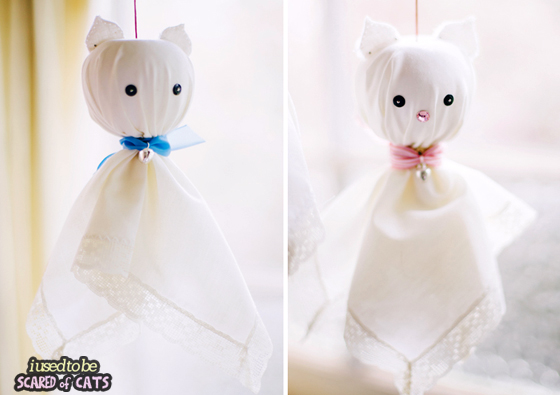 i used to be
SCARED of CATS